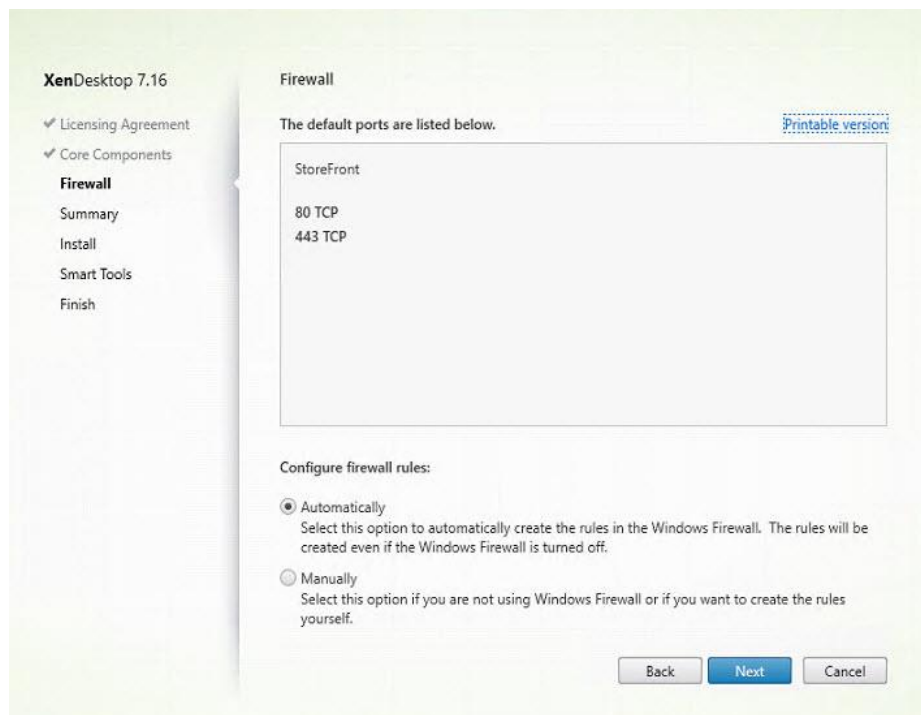 XenDesktop 7.16
Licensing Agreement
Core Components
Firewall
Summary
Install
Smart Tools
Finish
Firewall
The default ports are listed below.
Printable version
StoreFront
80 TCP
443 TCP
Configure firewall rules:
Automatically
Select this option to automatically create the rules in the Windows Firewall. The rules will be
created even if the Windows Firewall is turned off.
Manually
Select this option if you are not using Windows Firewall or if you want to create the rules
yourself.
Back
Next
Cancel